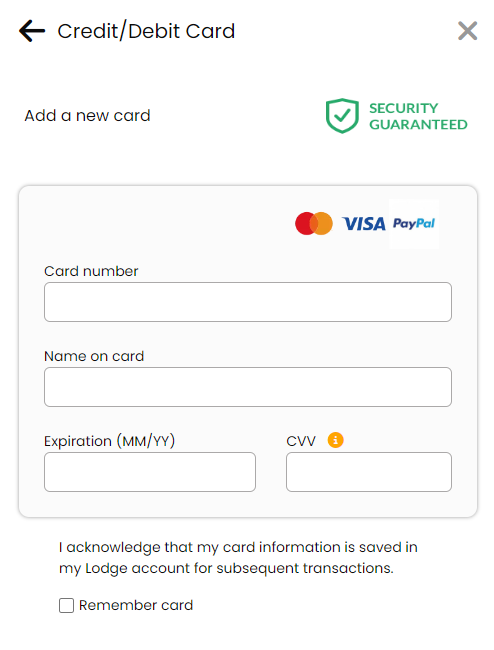 Credit/Debit Card
Add a new card
SECURITY
GUARANTEED
VISA PayPal
Card number
Name on card
Expiration (MM/YY)
CVV
I acknowledge that my card information is saved in
my Lodge account for subsequent transactions.
Remember card